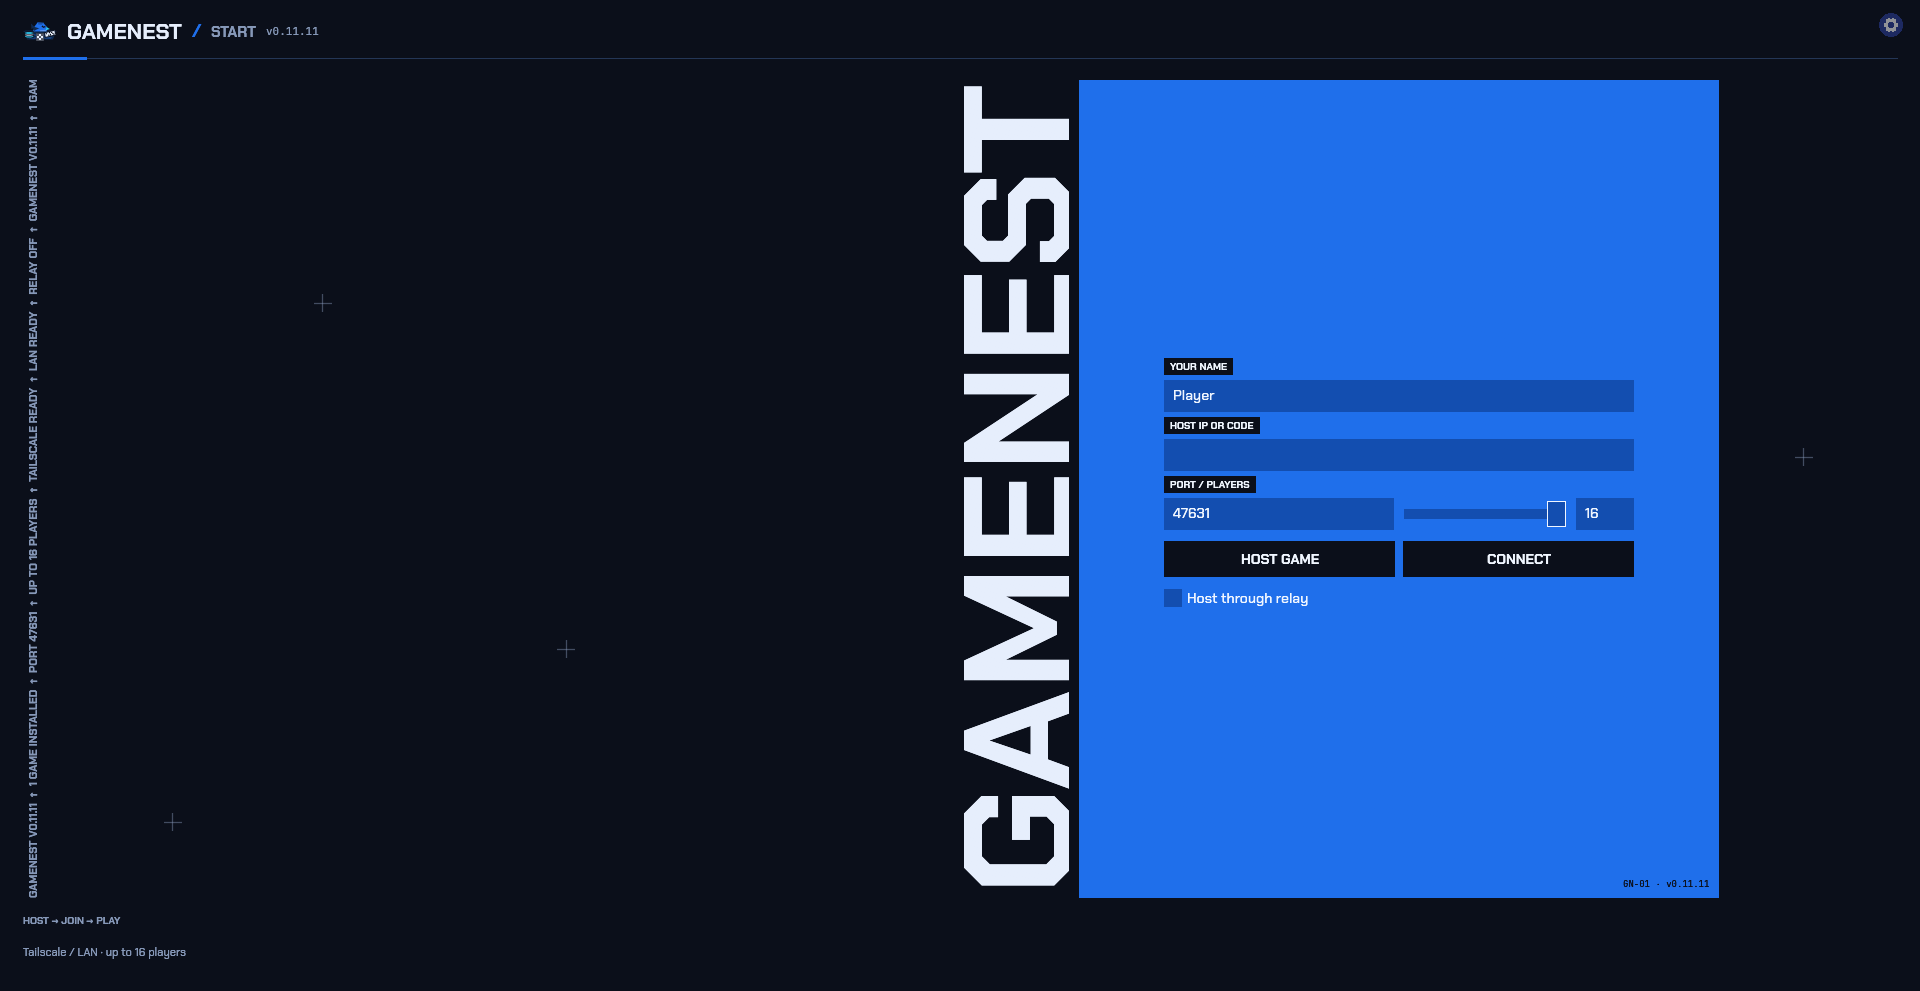 GAMENEST / START v0.11.11
GAMENEST V0.11.11 ↑ 1 GAME INSTALLED ↑ PORT 47631 ↑ UP TO 16 PLAYERS ↑ TAILSCALE READY ↑ LAN READY ↑ RELAY OFF ↑ GAMENEST V0.11.11 ↑ 1 GAM
GAMENEST
YOUR NAME
Player
HOST IP OR CODE
PORT / PLAYERS
47631 16
HOST GAME CONNECT
Host through relay
GN-01 · v0.11.11
HOST → JOIN → PLAY
Tailscale / LAN · up to 16 players